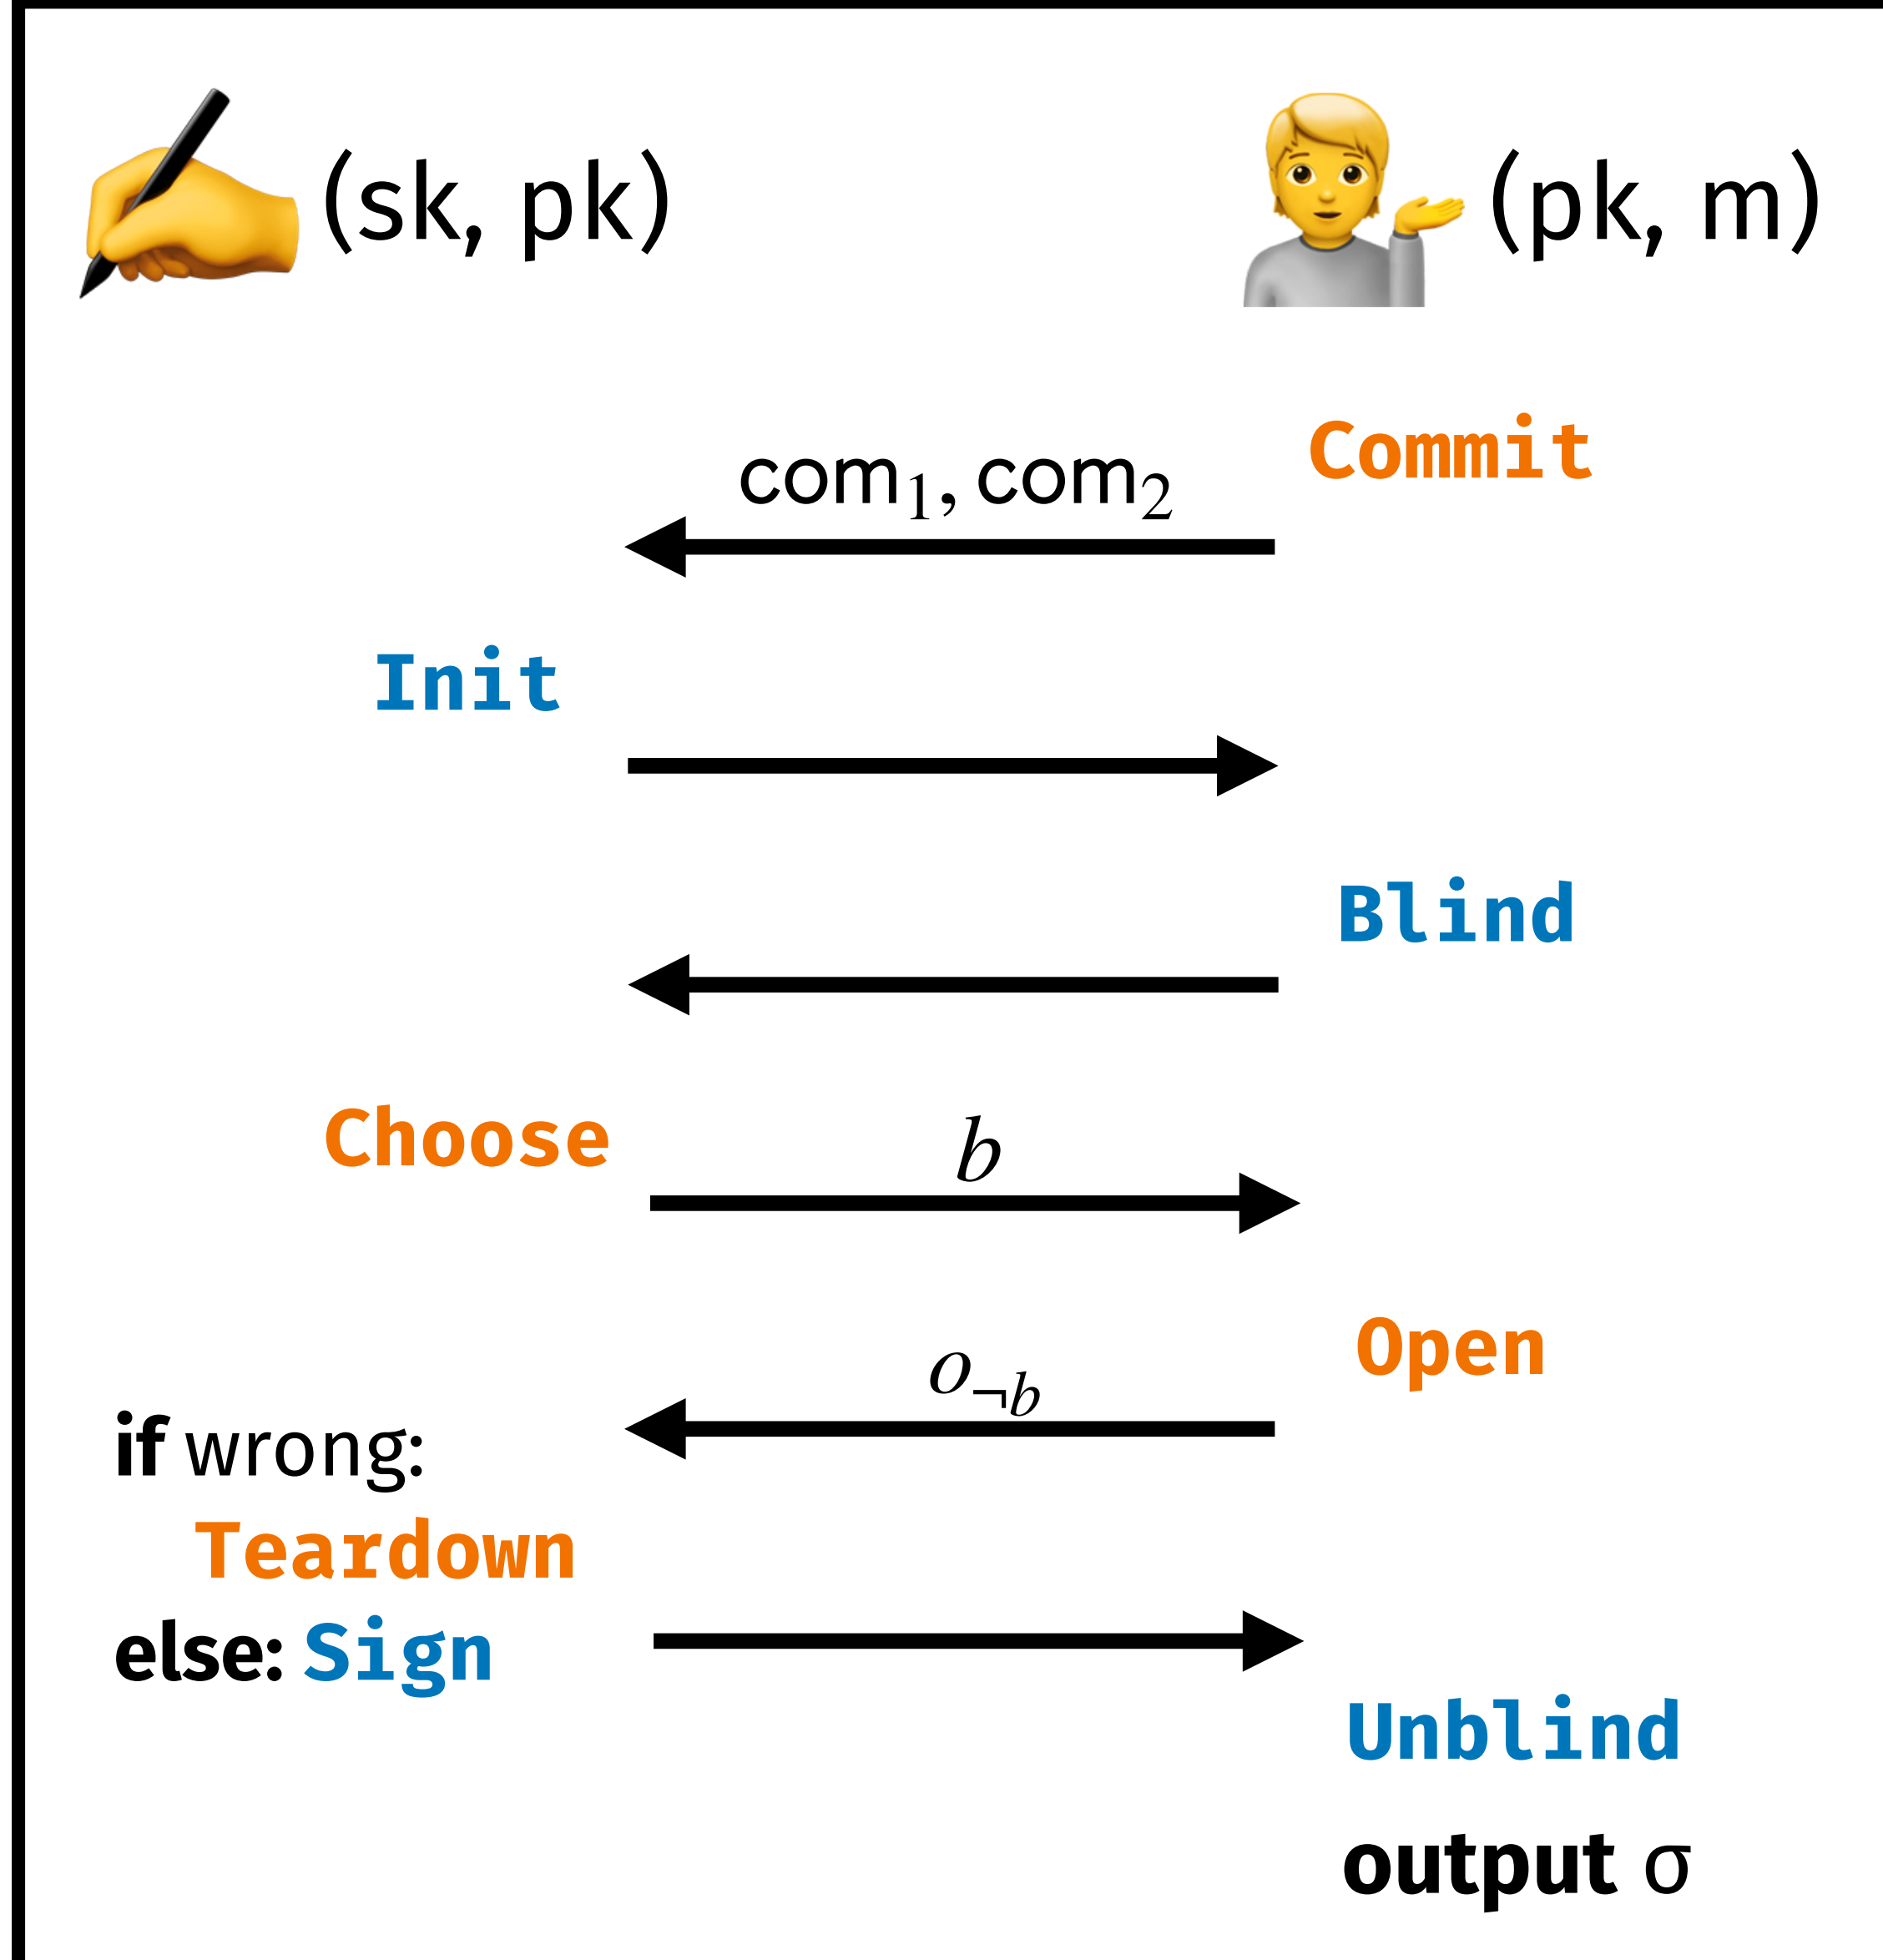 (sk, pk) (pk, m)
Commit
com₁, com₂
Init
Blind
Choose
b
Open
o¬b
if wrong:
Teardown
else: Sign
Unblind
output σ